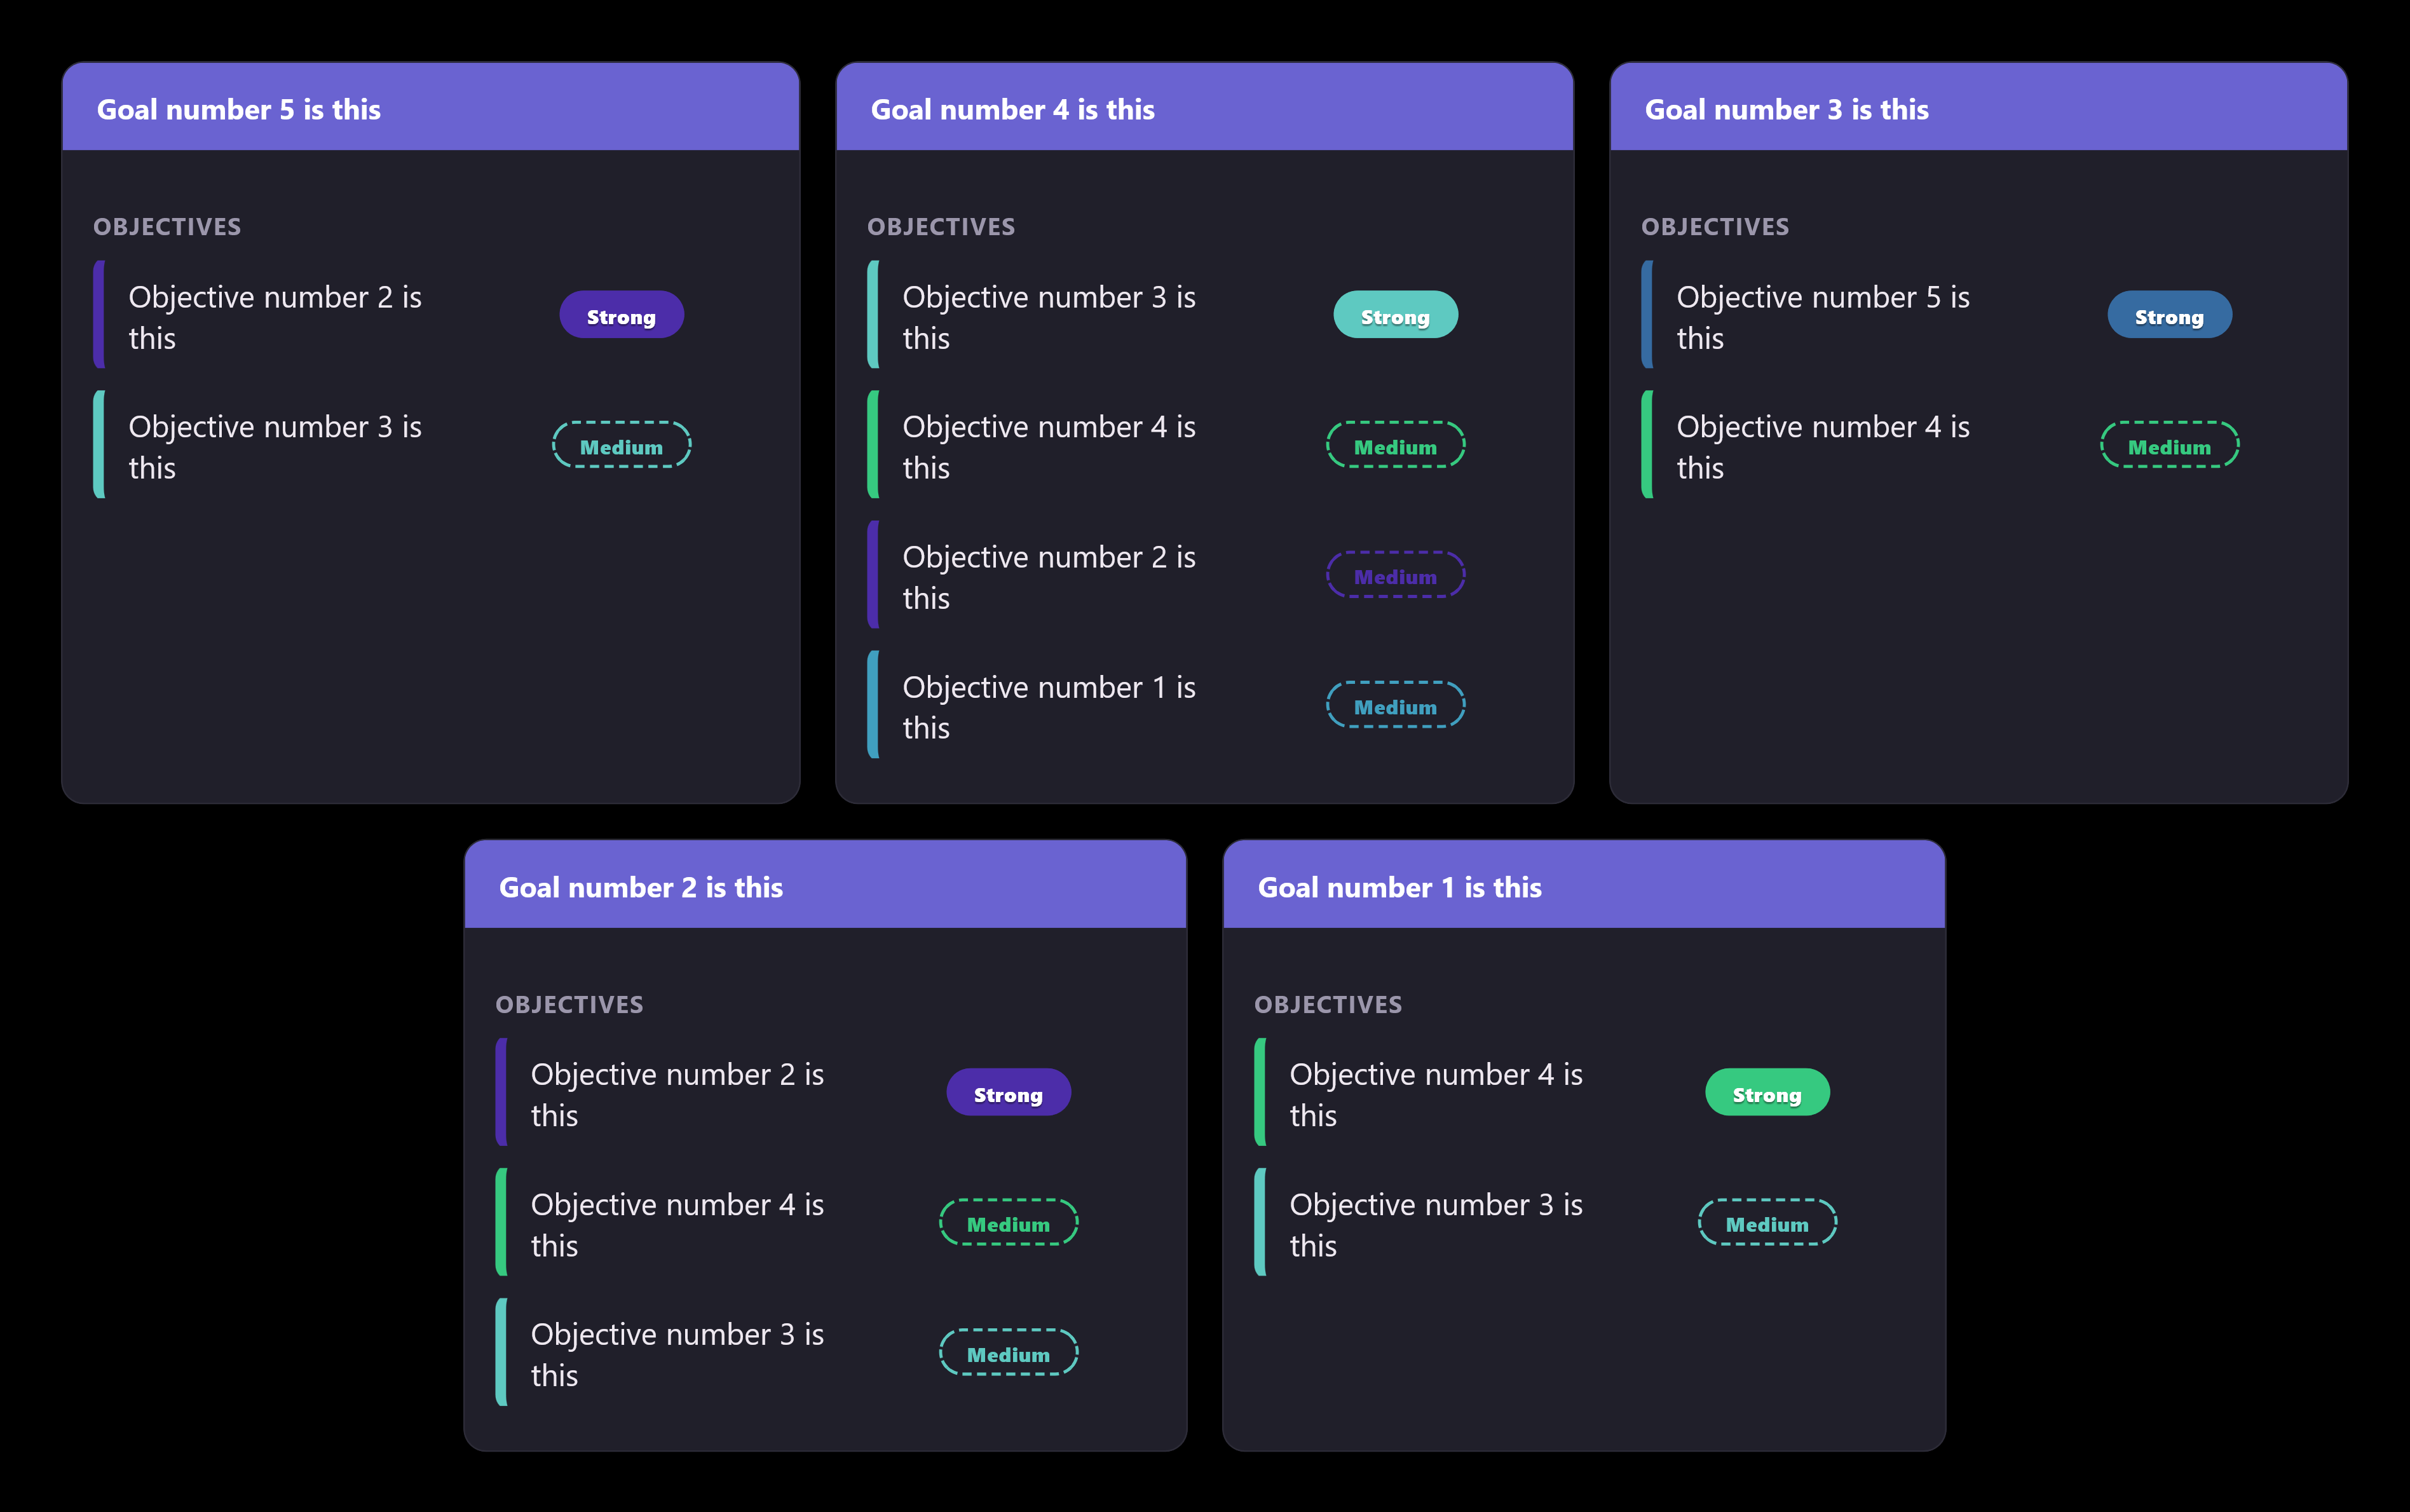 Goal number 5 is this
OBJECTIVES
Objective number 2 is
this
Strong
Objective number 3 is
this
Medium
Goal number 4 is this
OBJECTIVES
Objective number 3 is
this
Strong
Objective number 4 is
this
Medium
Objective number 2 is
this
Medium
Objective number 1 is
this
Medium
Goal number 3 is this
OBJECTIVES
Objective number 5 is
this
Strong
Objective number 4 is
this
Medium
Goal number 2 is this
OBJECTIVES
Objective number 2 is
this
Strong
Objective number 4 is
this
Medium
Objective number 3 is
this
Medium
Goal number 1 is this
OBJECTIVES
Objective number 4 is
this
Strong
Objective number 3 is
this
Medium